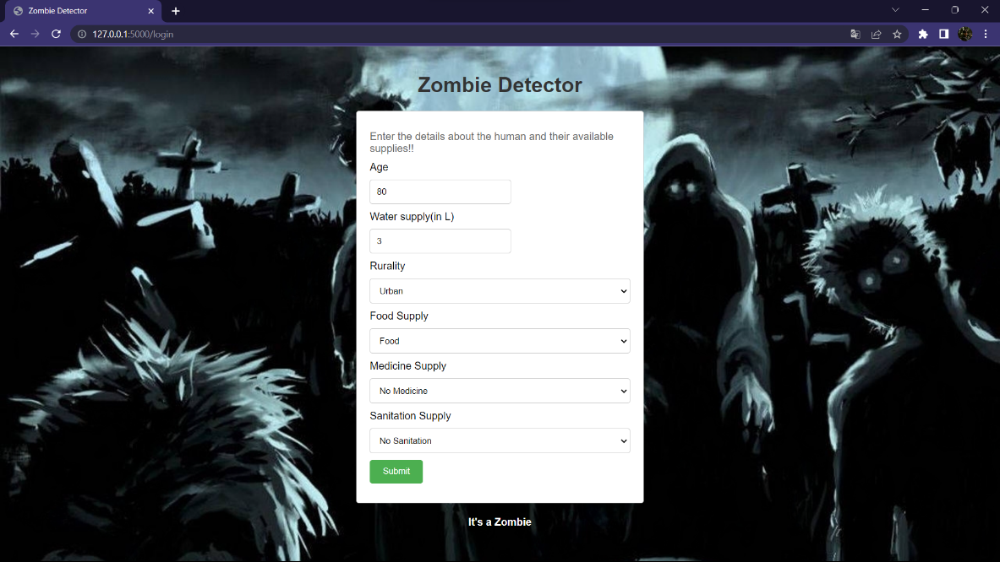 Zombie Detector
127.0.0.1:5000/login
Zombie Detector
Enter the details about the human and their available
supplies!!
Age
80
Water supply(in L)
3
Rurality
Urban
Food Supply
Food
Medicine Supply
No Medicine
Sanitation Supply
No Sanitation
Submit
It's a Zombie